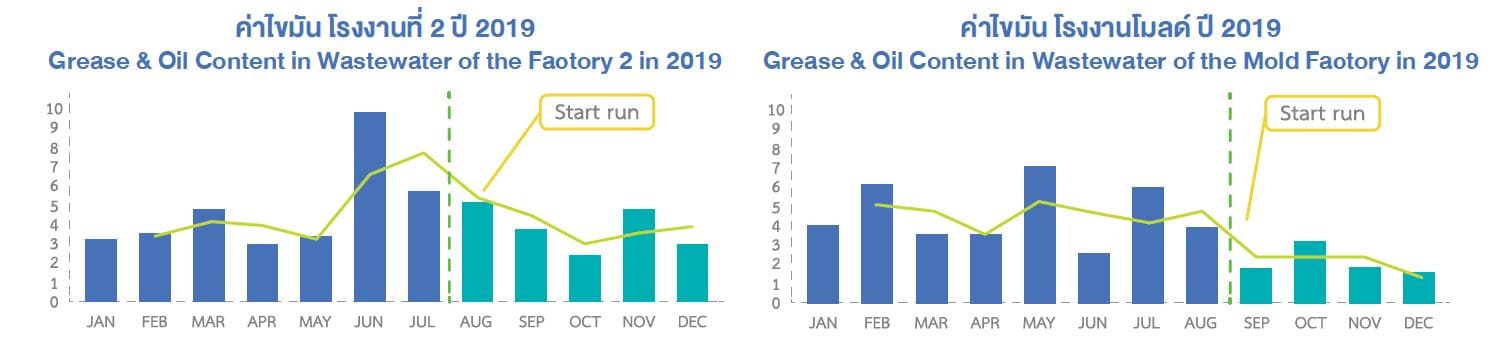 ค่าไขมัน โรงงานที่ 2 ปี 2019
Grease & Oil Content in Wastewater of the Faotory 2 in 2019
10
9
8
7
6
5
4
3
2
1
0
Start run
JAN FEB MAR APR MAY JUN JUL AUG SEP OCT NOV DEC
ค่าไขมัน โรงงานโมลด์ ปี 2019
Grease & Oil Content in Wastewater of the Mold Faotory in 2019
10
9
8
7
6
5
4
3
2
1
0
Start run
JAN FEB MAR APR MAY JUN JUL AUG SEP OCT NOV DEC